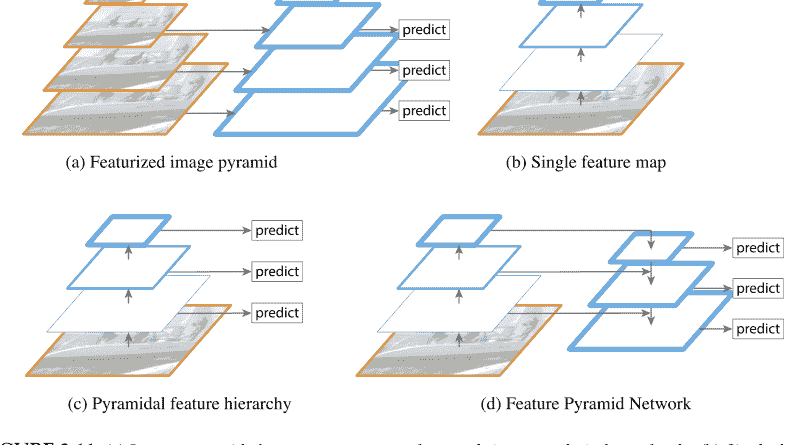 predict
predict
predict
(a) Featurized image pyramid
(b) Single feature map
predict
predict
predict
predict
predict
predict
(c) Pyramidal feature hierarchy
(d) Feature Pyramid Network